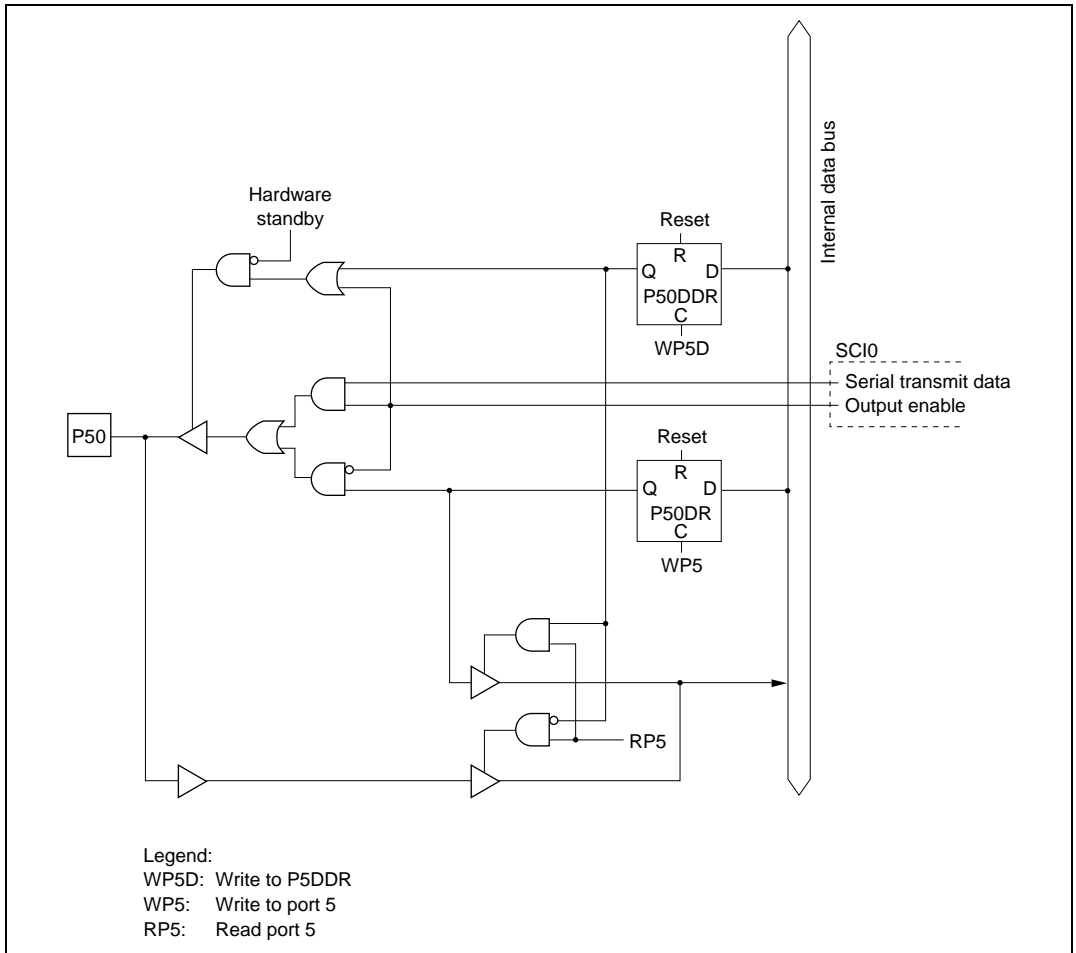 Hardware
standby
Reset
R
Q D
P50DDR
C
WP5D
Internal data bus
SCI0
Serial transmit data
Output enable
P50
Reset
R
Q D
P50DR
C
WP5
RP5
Legend:
WP5D: Write to P5DDR
WP5: Write to port 5
RP5: Read port 5